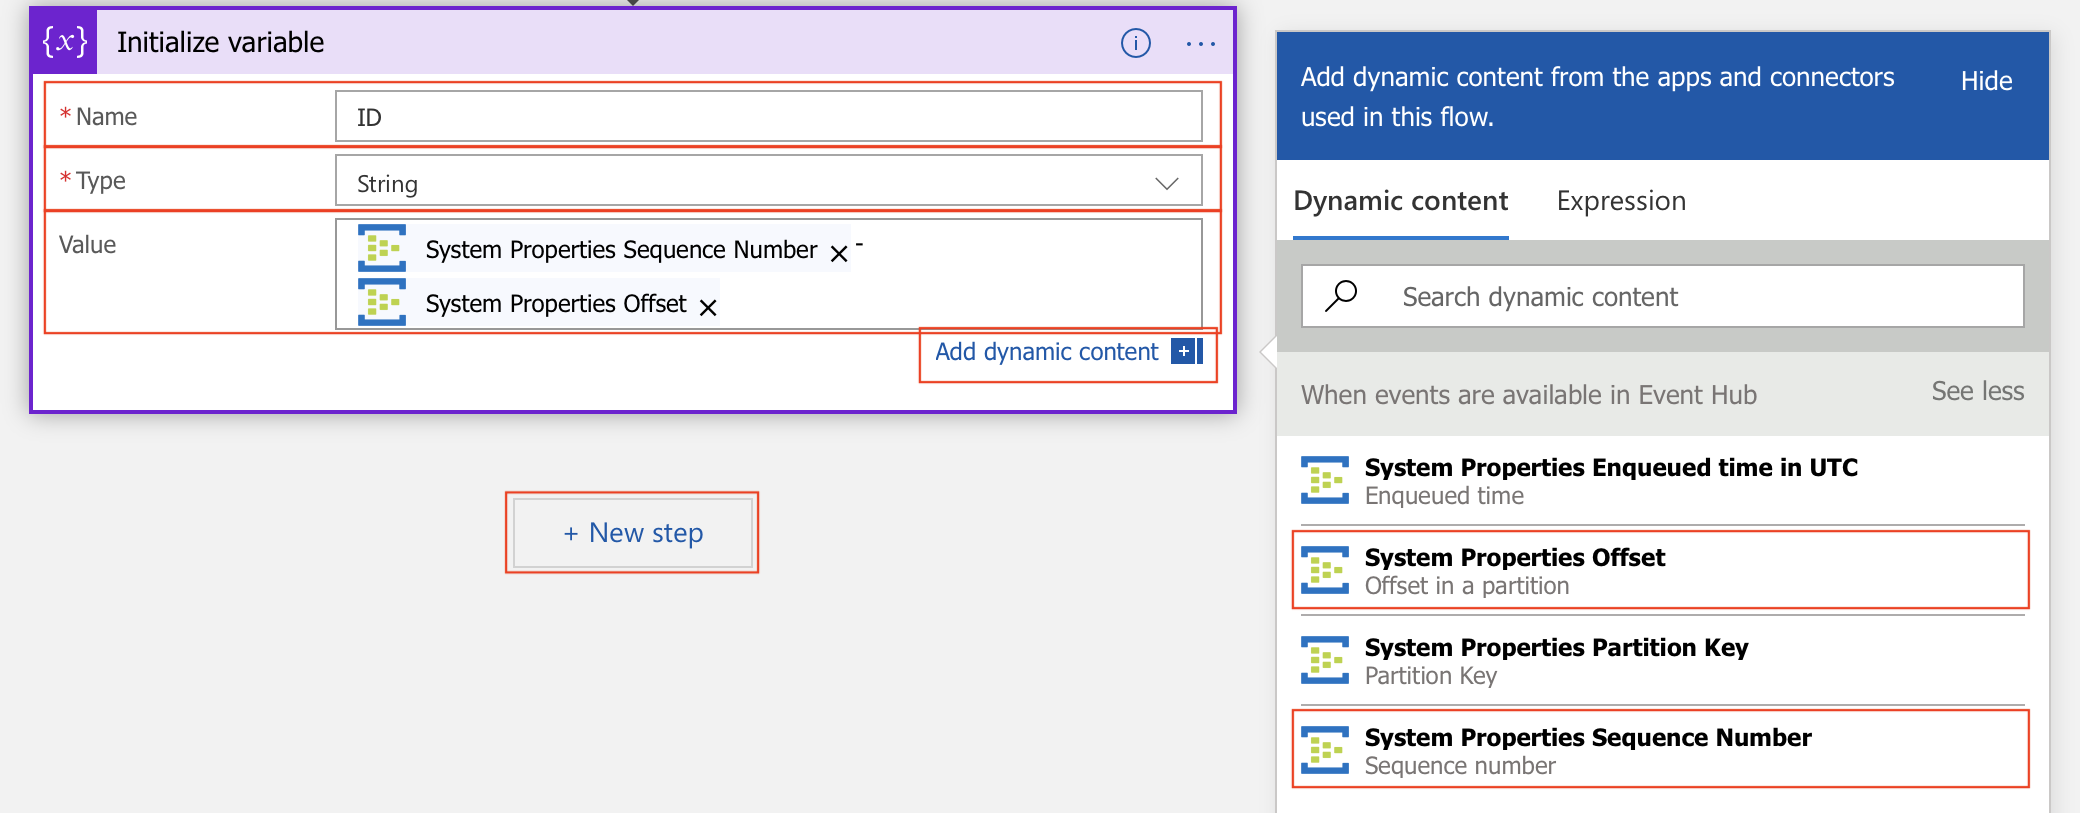 {x} Initialize variable
* Name ID
* Type String
Value System Properties Sequence Number × -
System Properties Offset ×
Add dynamic content
+ New step
Add dynamic content from the apps and connectors
used in this flow.
Hide
Dynamic content Expression
Search dynamic content
When events are available in Event Hub See less
System Properties Enqueued time in UTC
Enqueued time
System Properties Offset
Offset in a partition
System Properties Partition Key
Partition Key
System Properties Sequence Number
Sequence number